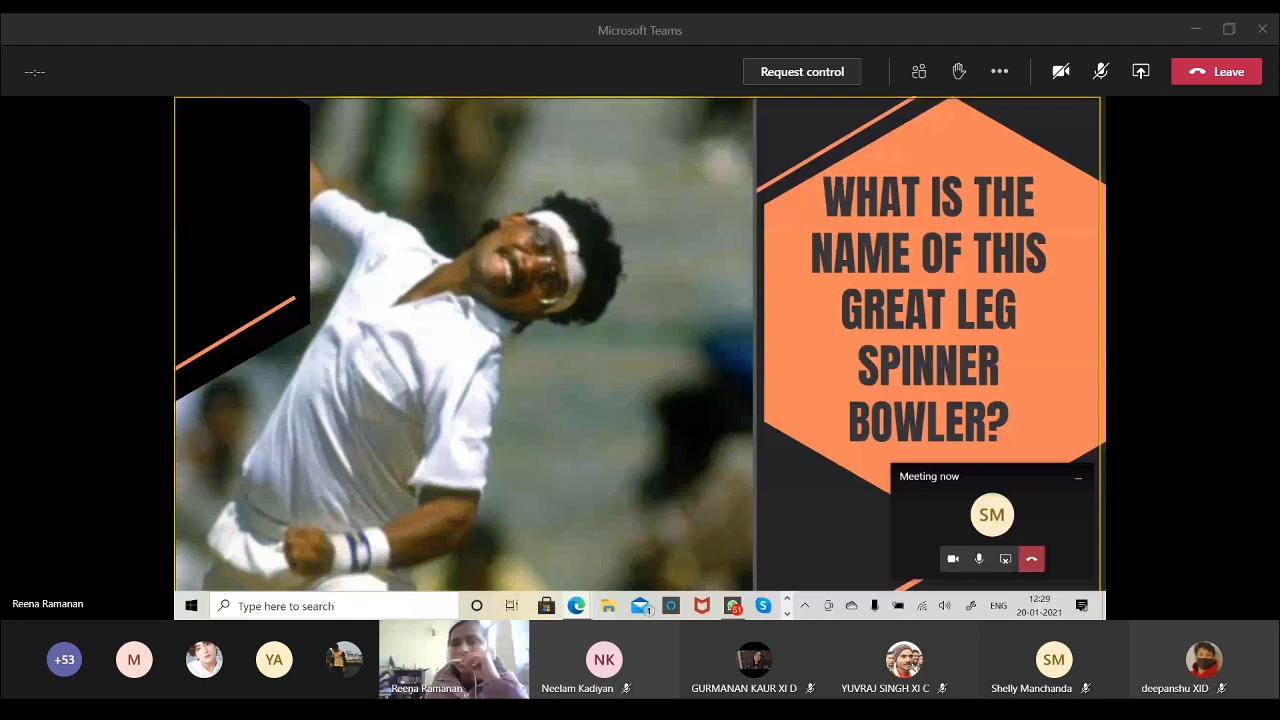 Microsoft Teams
--:--
Request control
Leave
WHAT IS THE
NAME OF THIS
GREAT LEG
SPINNER
BOWLER?
Meeting now
SM
Reena Ramanan
Type here to search
1
51
ENG
12:29
20-01-2021
+53
M
YA
Reena Ramanan
NK
Neelam Kadiyan
GURMANAN KAUR XI D
YUVRAJ SINGH XI C
SM
Shelly Manchanda
deepanshu XID